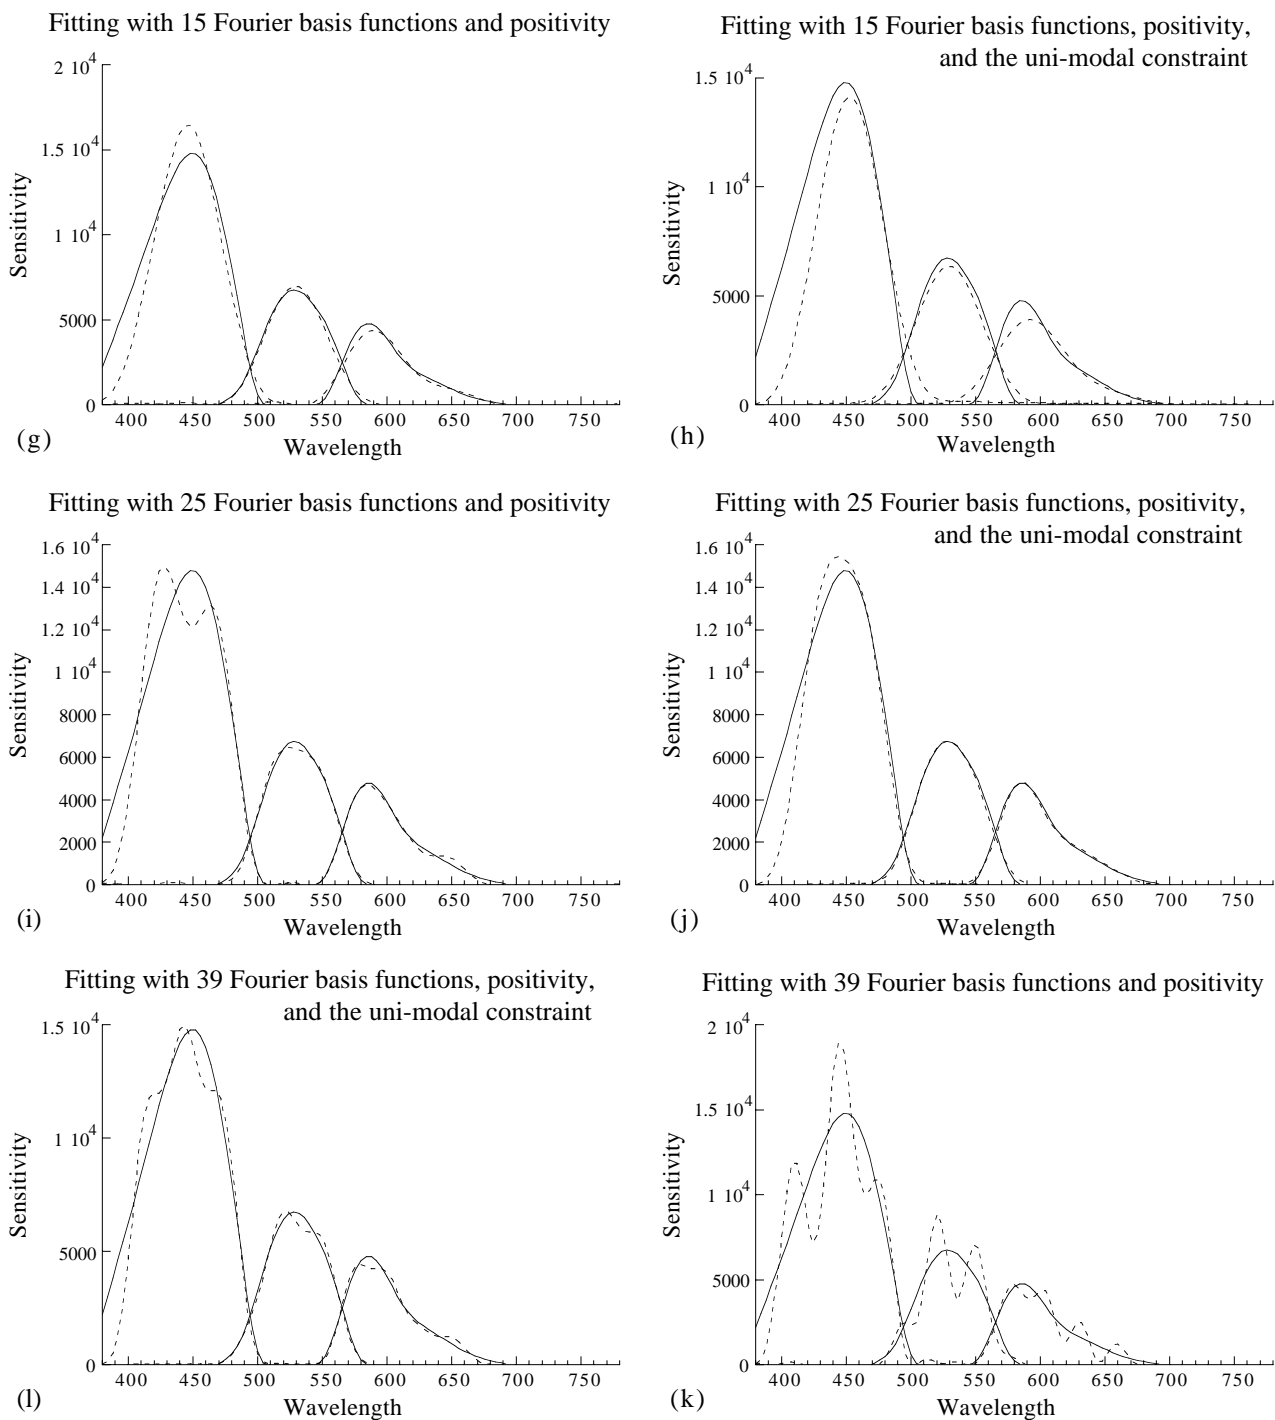 Fitting with 15 Fourier basis functions and positivity
2 10^4
1.5 10^4
1 10^4
5000
0
Sensitivity
400 450 500 550 600 650 700 750
Wavelength
(g)
Fitting with 15 Fourier basis functions, positivity,
and the uni-modal constraint
1.5 10^4
1 10^4
5000
0
Sensitivity
400 450 500 550 600 650 700 750
Wavelength
(h)
Fitting with 25 Fourier basis functions and positivity
1.6 10^4
1.4 10^4
1.2 10^4
1 10^4
8000
6000
4000
2000
0
Sensitivity
400 450 500 550 600 650 700 750
Wavelength
(i)
Fitting with 25 Fourier basis functions, positivity,
and the uni-modal constraint
1.6 10^4
1.4 10^4
1.2 10^4
1 10^4
8000
6000
4000
2000
0
Sensitivity
400 450 500 550 600 650 700 750
Wavelength
(j)
Fitting with 39 Fourier basis functions, positivity,
and the uni-modal constraint
1.5 10^4
1 10^4
5000
0
Sensitivity
400 450 500 550 600 650 700 750
Wavelength
(l)
Fitting with 39 Fourier basis functions and positivity
2 10^4
1.5 10^4
1 10^4
5000
0
Sensitivity
400 450 500 550 600 650 700 750
Wavelength
(k)